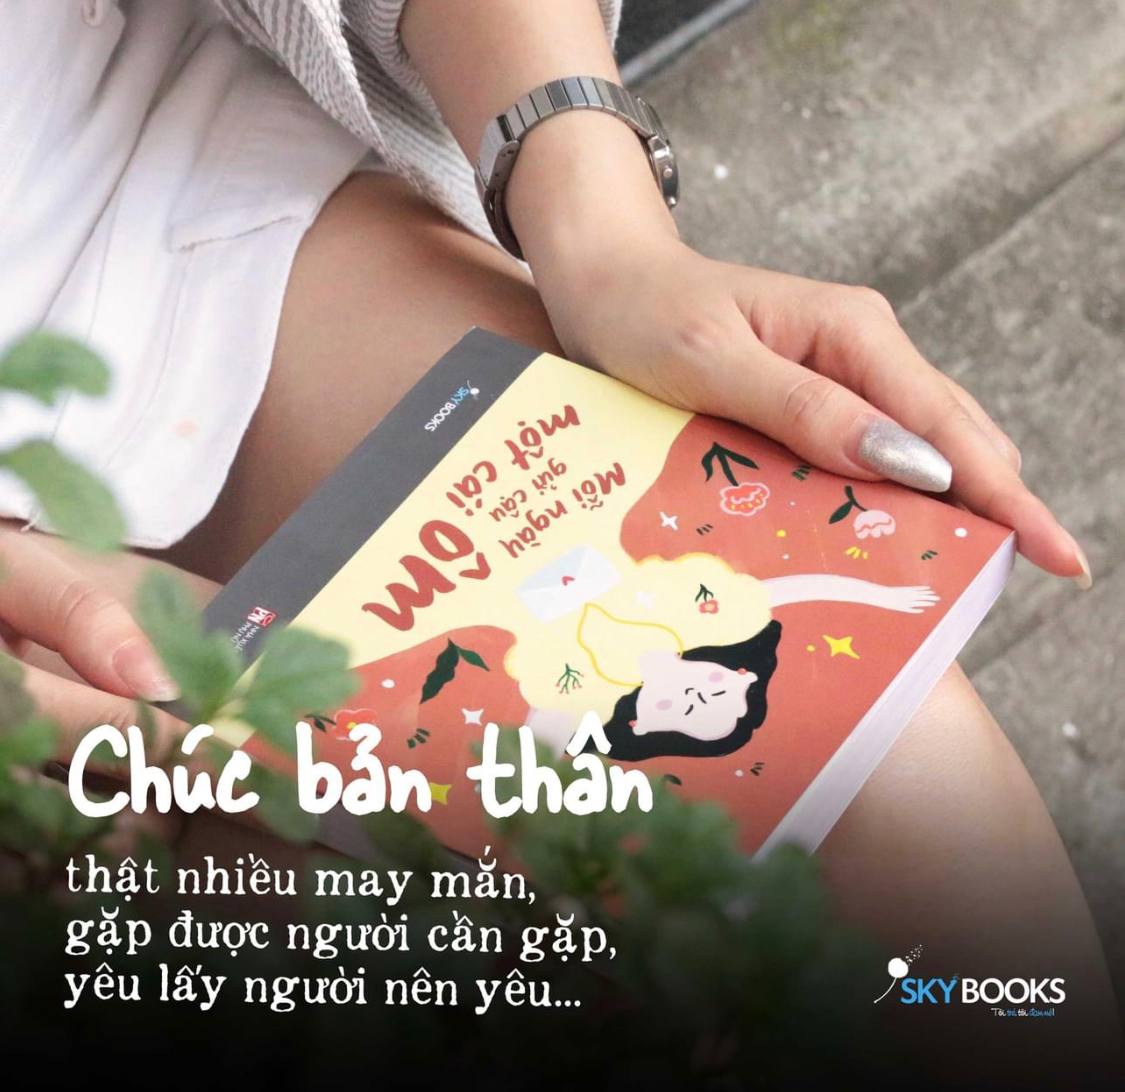 SKY BOOKS
Mỗi ngày
gửi cậu
một cái
ÔM
Chúc bản thân
thật nhiều may mắn,
gặp được người cần gặp,
yêu lấy người nên yêu...
SKY BOOKS